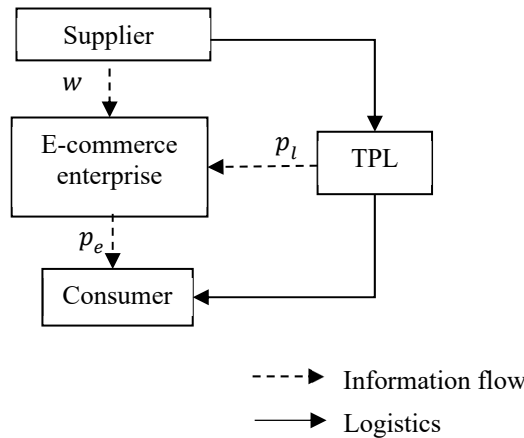 Supplier
w
E-commerce
enterprise
p_l
TPL
p_e
Consumer
Information flow
Logistics